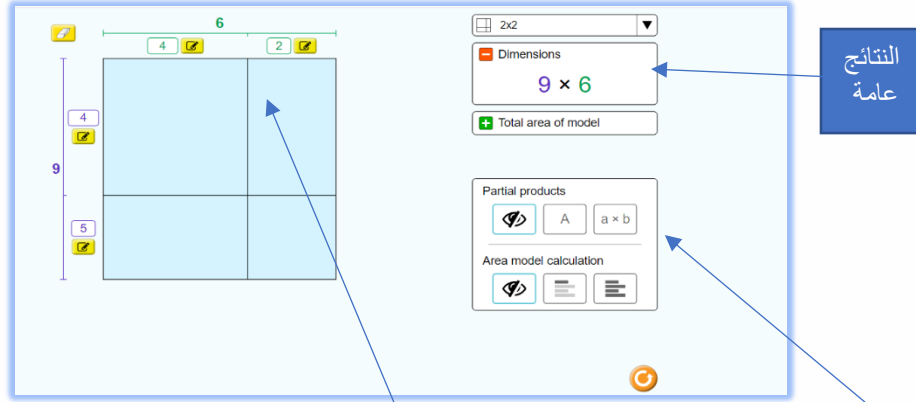 6
4
2
4
9
5
2x2
Dimensions
9 × 6
Total area of model
Partial products
A
a × b
Area model calculation
النتائج
عامة